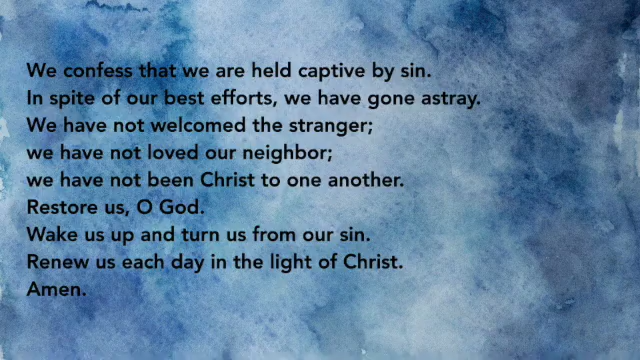 We confess that we are held captive by sin.
In spite of our best efforts, we have gone astray.
We have not welcomed the stranger;
we have not loved our neighbor;
we have not been Christ to one another.
Restore us, O God.
Wake us up and turn us from our sin.
Renew us each day in the light of Christ.
Amen.